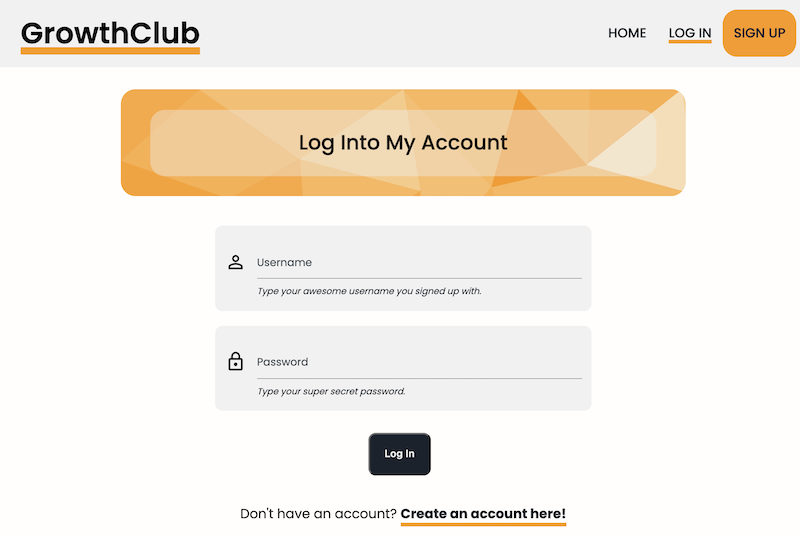 GrowthClub
HOME LOG IN SIGN UP
Log Into My Account
Username
Type your awesome username you signed up with.
Password
Type your super secret password.
Log In
Don't have an account? Create an account here!